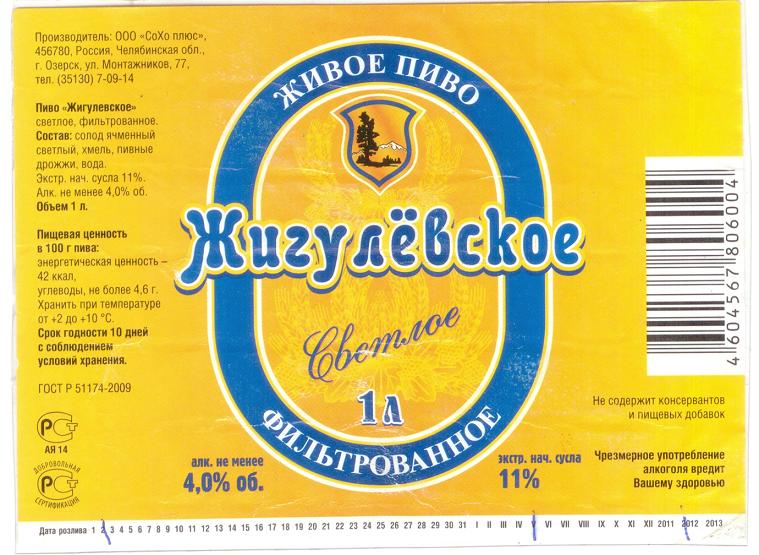 Производитель: ООО «СоХо плюс»,
456780, Россия, Челябинская обл.,
г. Озерск, ул. Монтажников, 77,
тел. (35130) 7-09-14
Пиво «Жигулевское»
светлое, фильтрованное.
Состав: солод ячменный
светлый, хмель, пивные
дрожжи, вода.
Экстр. нач. сусла 11%.
Алк. не менее 4,0% об.
Объем 1 л.
Пищевая ценность
в 100 г пива:
энергетическая ценность –
42 ккал,
углеводы, не более 4,6 г.
Хранить при температуре
от +2 до +10 °С.
Срок годности 10 дней
с соблюдением
условий хранения.
ГОСТ Р 51174-2009
РСТ
АЯ 14
ДОБРОВОЛЬНАЯ
РСТ
СЕРТИФИКАЦИЯ
ЖИВОЕ ПИВО
Жигулёвское
Светлое
1 л
ФИЛЬТРОВАННОЕ
алк. не менее
4,0% об.
экстр. нач. сусла
11%
4 604567 806004
Не содержит консервантов
и пищевых добавок
Чрезмерное употребление
алкоголя вредит
Вашему здоровью
Дата розлива 1 2 3 4 5 6 7 8 9 10 11 12 13 14 15 16 17 18 19 20 21 22 23 24 25 26 27 28 29 30 31 I II III IV V VI VII VIII IX X XI XII 2011 2012 2013